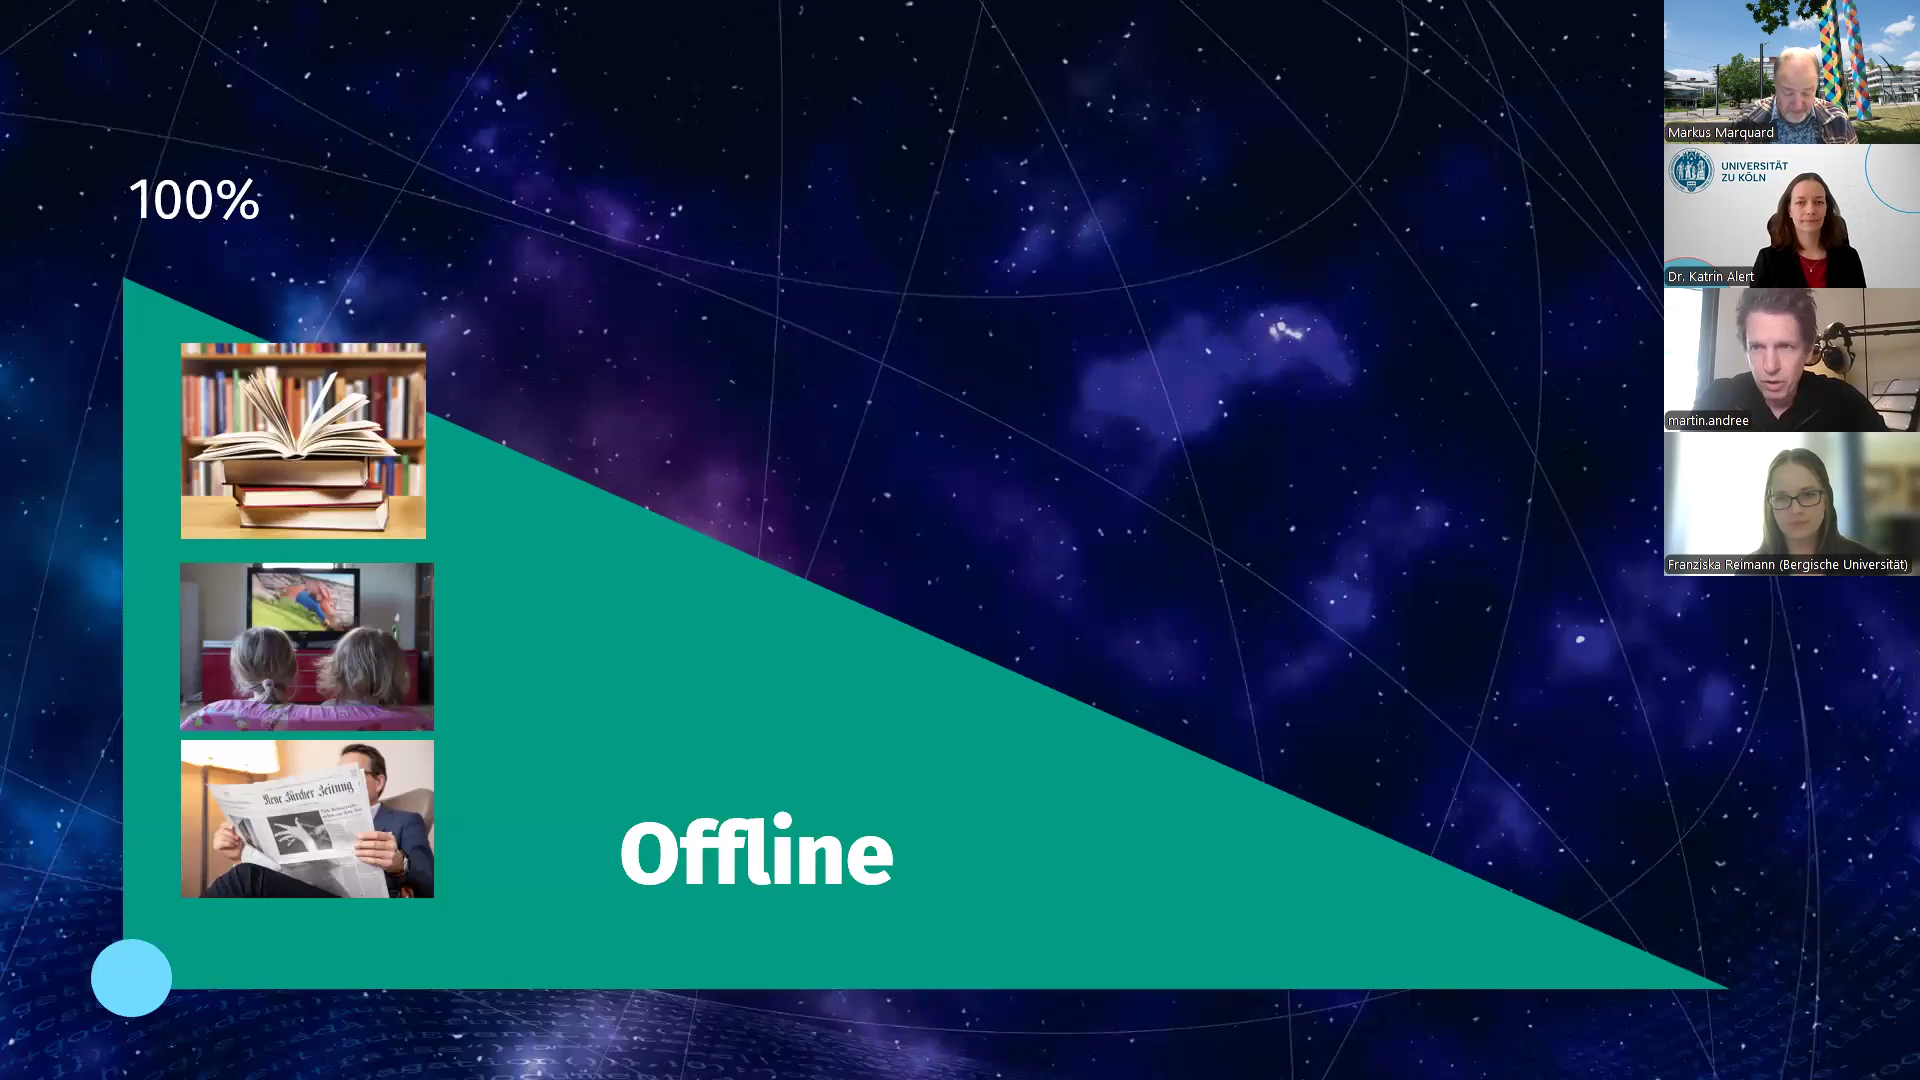 100%
Offline
Neue Zürcher Zeitung
Markus Marquard
UNIVERSITÄT
ZU KÖLN
Dr. Katrin Alert
martin.andree
Franziska Reimann (Bergische Universität)